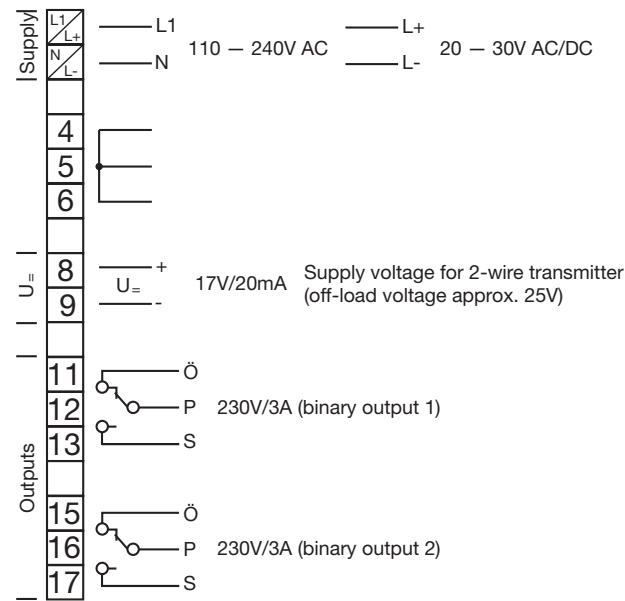 Supply
L1/L+ L1 110 – 240V AC L+ 20 – 30V AC/DC
N/L- N L-
4
5
6
U=
8 + 17V/20mA Supply voltage for 2-wire transmitter
9 U= - (off-load voltage approx. 25V)
Outputs
11 Ö
12 P 230V/3A (binary output 1)
13 S
15 Ö
16 P 230V/3A (binary output 2)
17 S